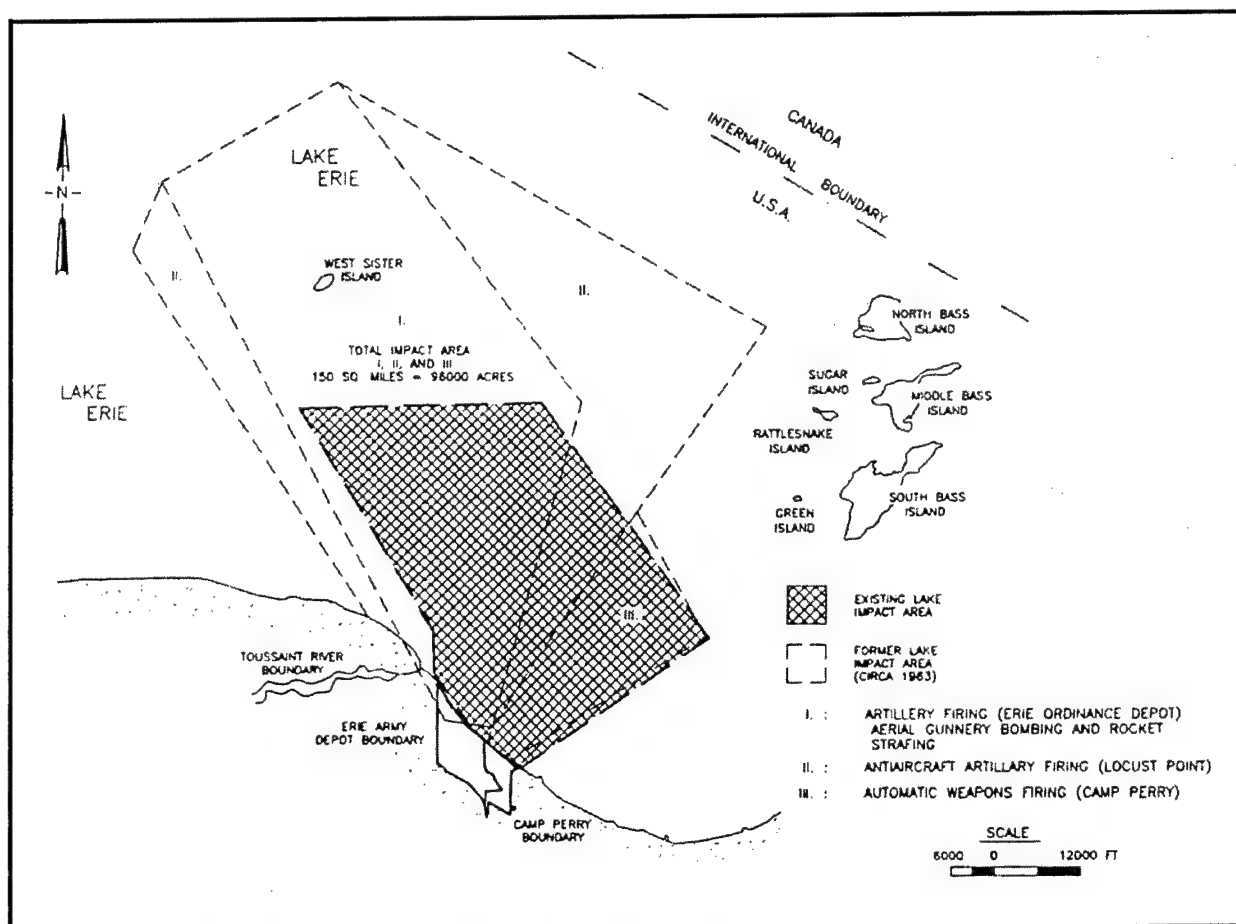 CANADA
INTERNATIONAL BOUNDARY
U.S.A.
LAKE
ERIE
-N-
WEST SISTER
ISLAND
II.
II.
I.
TOTAL IMPACT AREA
I, II, AND III
150 SQ. MILES = 96000 ACRES
NORTH BASS
ISLAND
SUGAR
ISLAND
MIDDLE BASS
ISLAND
LAKE
ERIE
RATTLESNAKE
ISLAND
SOUTH BASS
ISLAND
GREEN
ISLAND
III.
EXISTING LAKE
IMPACT AREA
TOUSSAINT RIVER
BOUNDARY
FORMER LAKE
IMPACT AREA
(CIRCA 1963)
ERIE ARMY
DEPOT BOUNDARY
I. : ARTILLERY FIRING (ERIE ORDINANCE DEPOT)
AERIAL GUNNERY BOMBING AND ROCKET
STRAFING
II. : ANTIAIRCRAFT ARTILLARY FIRING (LOCUST POINT)
III. : AUTOMATIC WEAPONS FIRING (CAMP PERRY)
CAMP PERRY
BOUNDARY
SCALE
6000 0 12000 FT